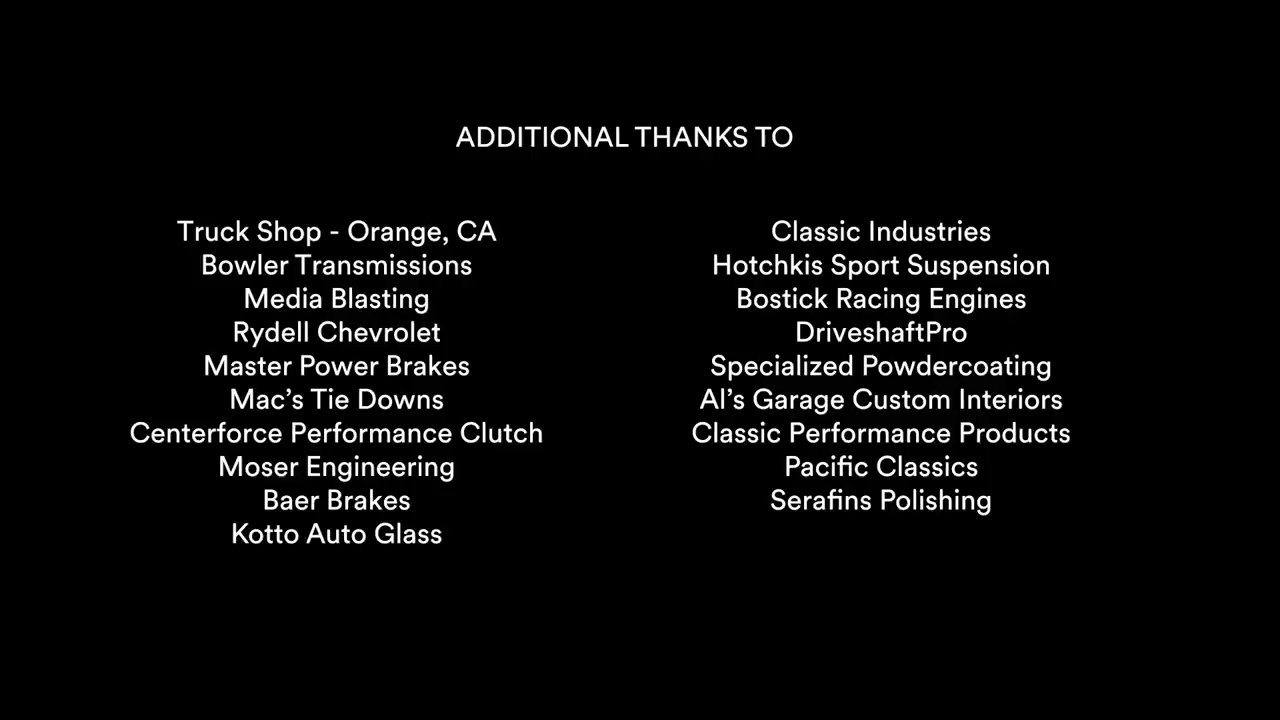 ADDITIONAL THANKS TO
Truck Shop - Orange, CA
Bowler Transmissions
Media Blasting
Rydell Chevrolet
Master Power Brakes
Mac’s Tie Downs
Centerforce Performance Clutch
Moser Engineering
Baer Brakes
Kotto Auto Glass
Classic Industries
Hotchkis Sport Suspension
Bostick Racing Engines
DriveshaftPro
Specialized Powdercoating
Al’s Garage Custom Interiors
Classic Performance Products
Pacific Classics
Serafins Polishing